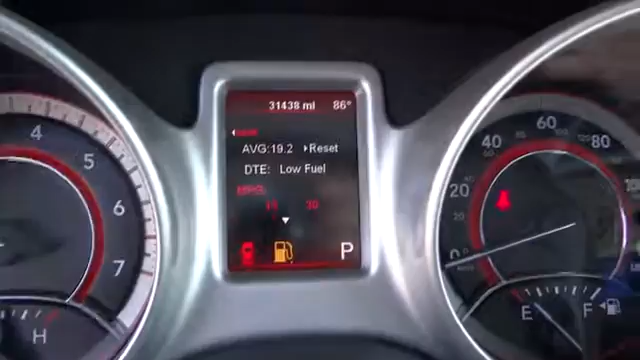 31438 mi 86°
AVG:19.2 Reset
DTE: Low Fuel
MPG
30
P
4
5
6
7
H
0
20
40
60
80
E F